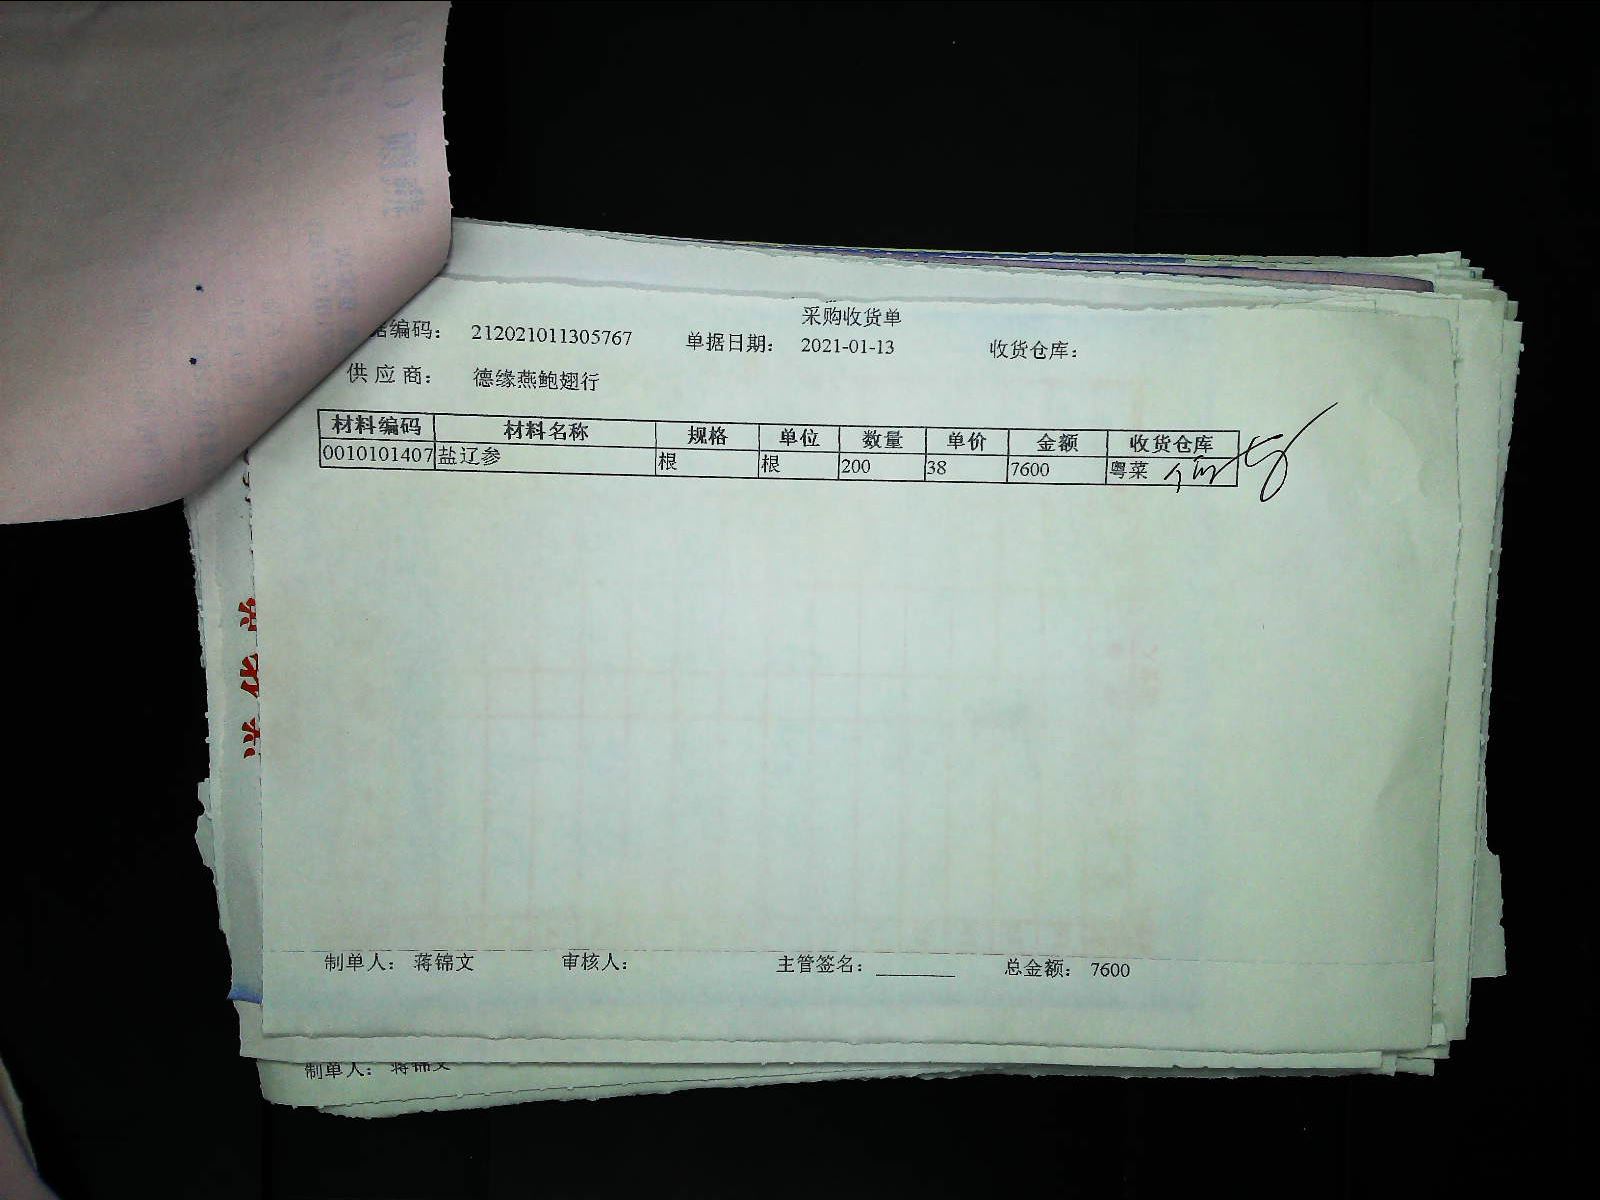 采购收货单
据编码： 212021011305767 单据日期： 2021-01-13 收货仓库：
供应商： 德缘燕鲍翅行
材料编码 材料名称 规格 单位 数量 单价 金额 收货仓库
0010101407 盐辽参 根 根 200 38 7600 粤菜
制单人： 蒋锦文 审核人： 主管签名：________ 总金额： 7600
制单人： 蒋锦文